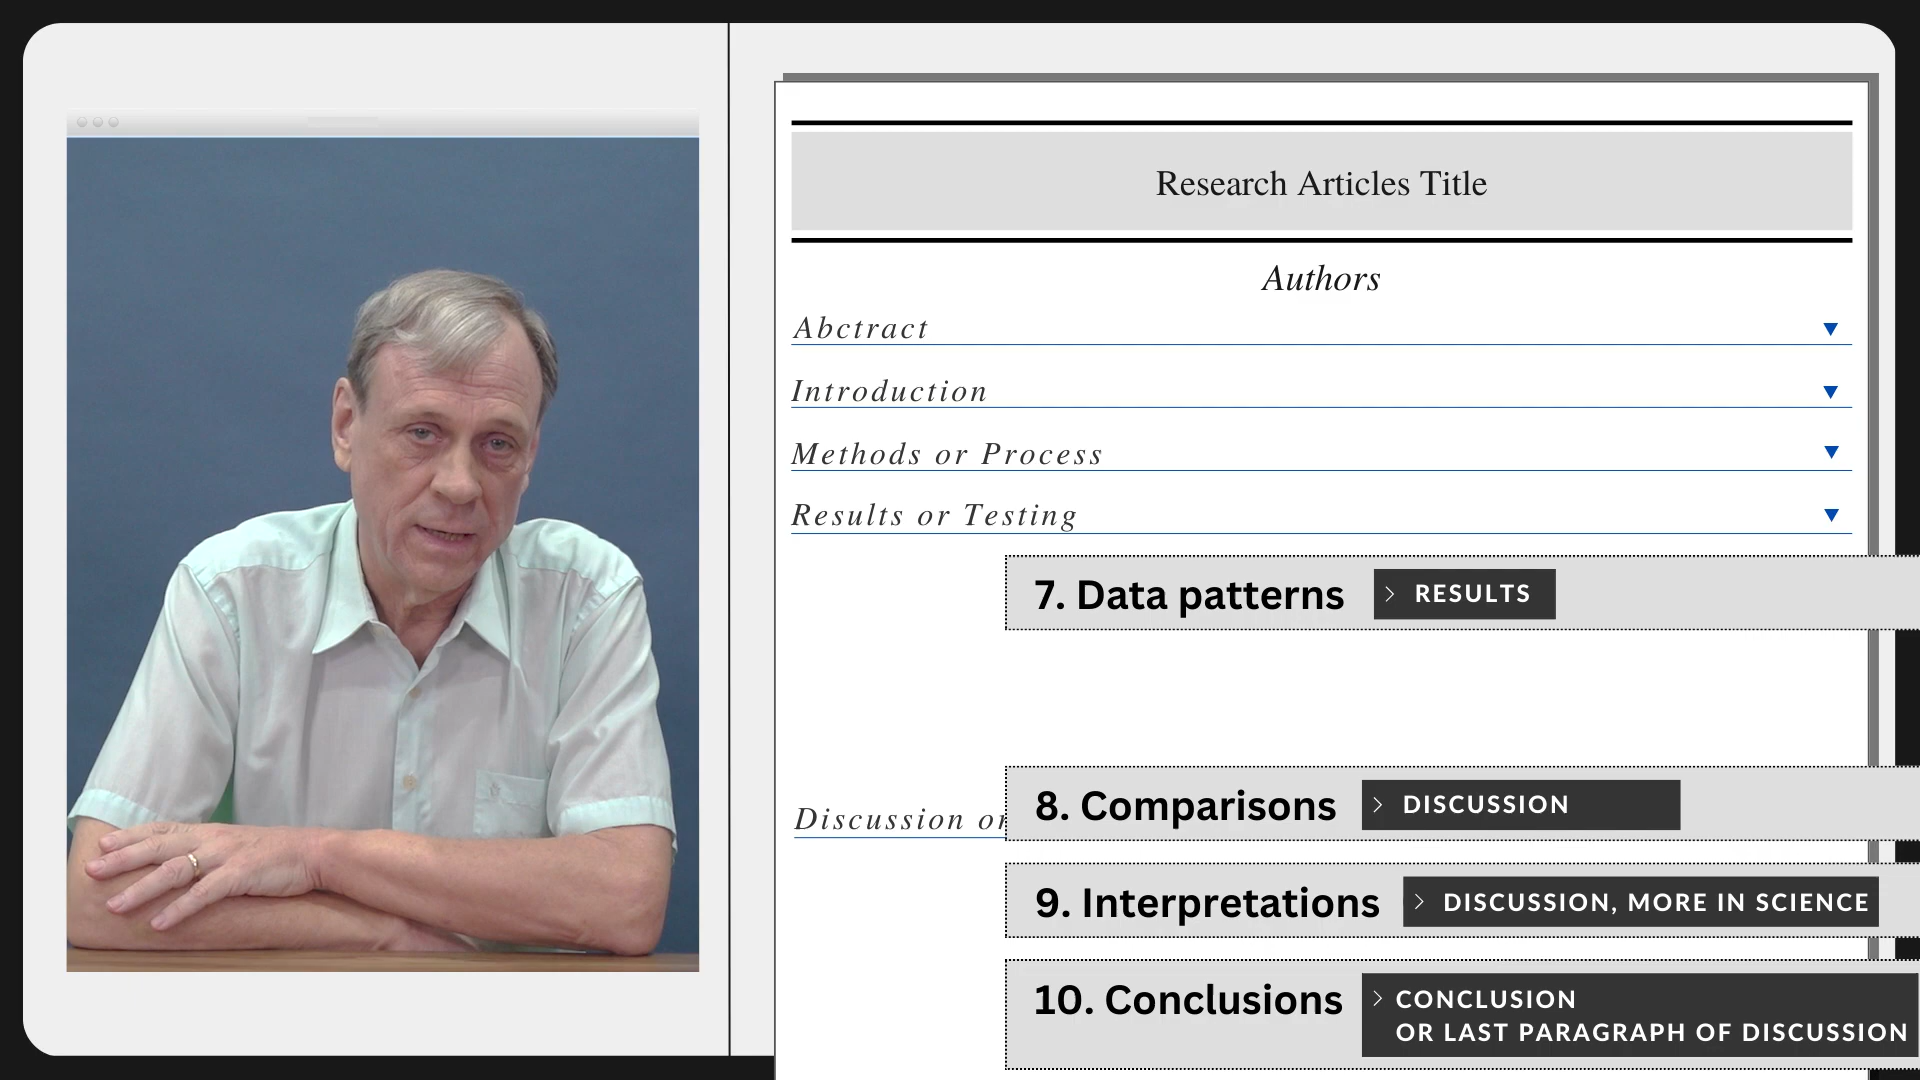 Research Articles Title
Authors
Abctract
Introduction
Methods or Process
Results or Testing
7. Data patterns
RESULTS
Discussion or
8. Comparisons
DISCUSSION
9. Interpretations
DISCUSSION, MORE IN SCIENCE
10. Conclusions
CONCLUSION
OR LAST PARAGRAPH OF DISCUSSION